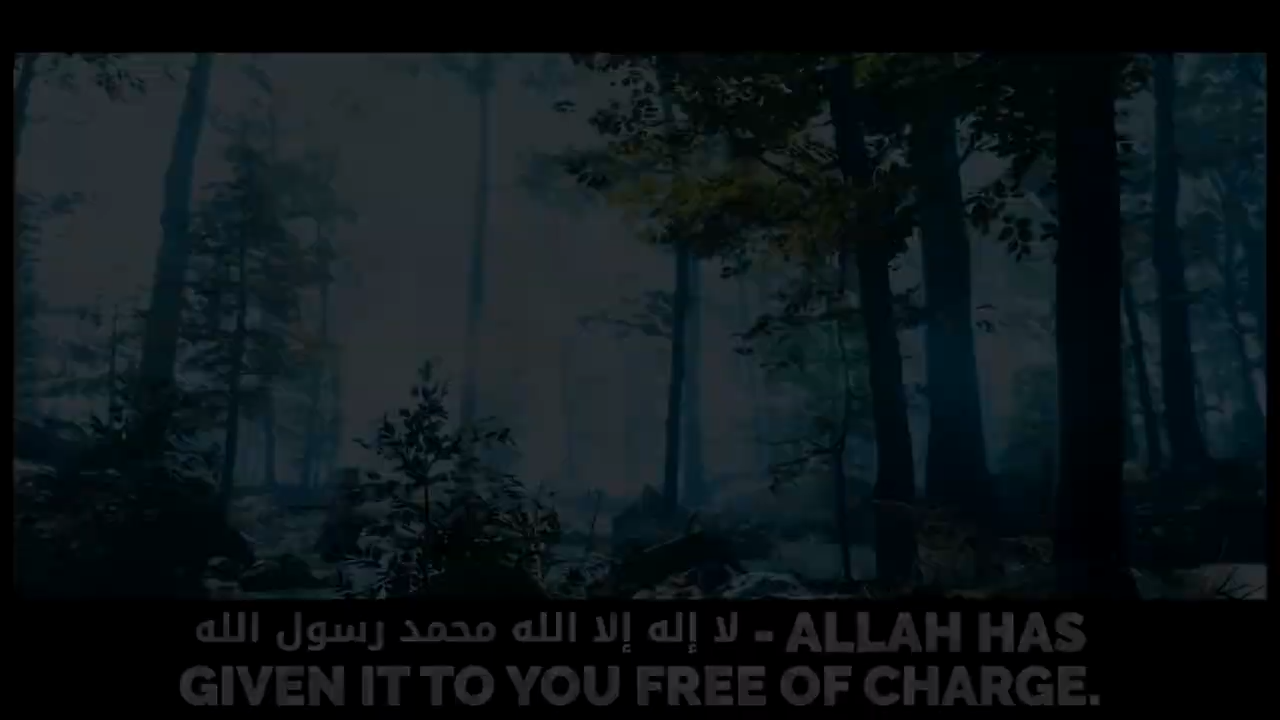 لا إله إلا الله محمد رسول الله - ALLAH HAS
GIVEN IT TO YOU FREE OF CHARGE.